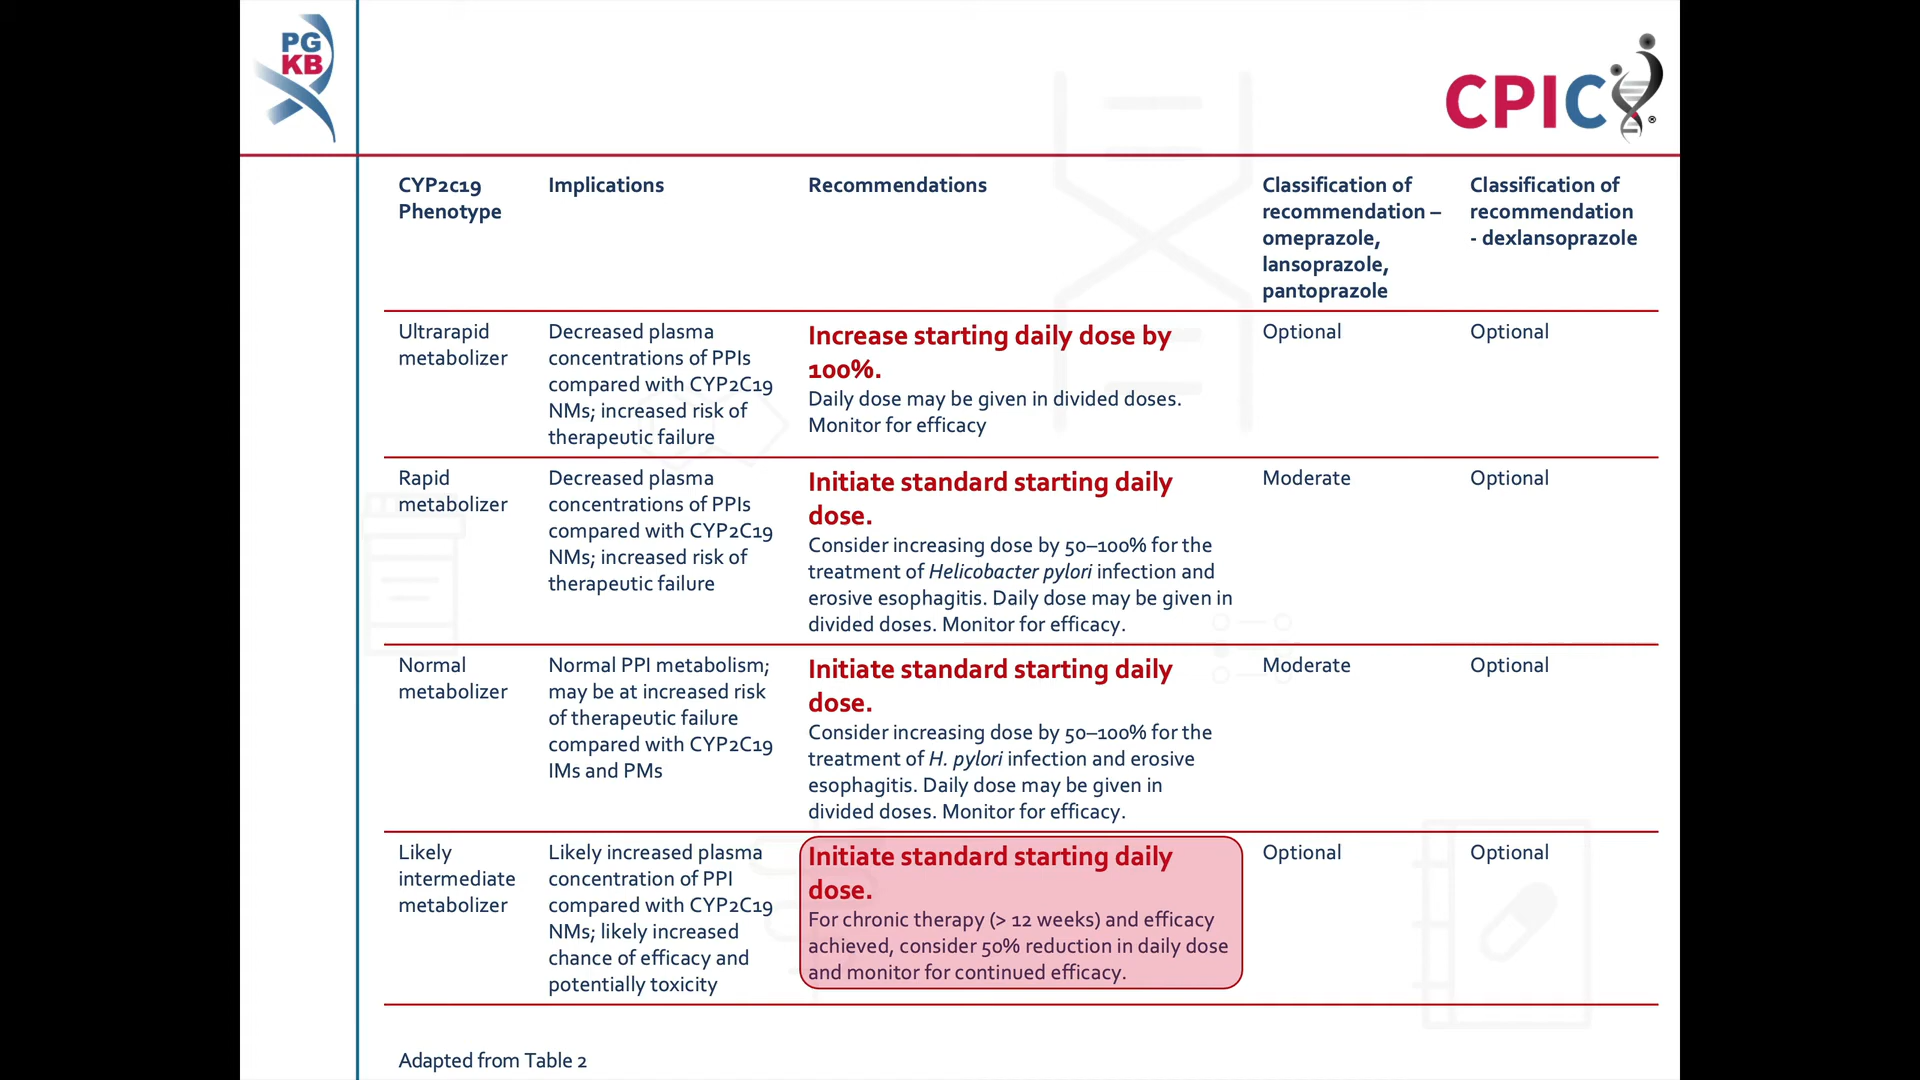 PG
KB
CPIC®
CYP2c19
Phenotype
Implications
Recommendations
Classification of
recommendation –
omeprazole,
lansoprazole,
pantoprazole
Classification of
recommendation
- dexlansoprazole
Ultrarapid
metabolizer
Decreased plasma
concentrations of PPIs
compared with CYP2C19
NMs; increased risk of
therapeutic failure
Increase starting daily dose by
100%.
Daily dose may be given in divided doses.
Monitor for efficacy
Optional
Optional
Rapid
metabolizer
Decreased plasma
concentrations of PPIs
compared with CYP2C19
NMs; increased risk of
therapeutic failure
Initiate standard starting daily
dose.
Consider increasing dose by 50–100% for the
treatment of Helicobacter pylori infection and
erosive esophagitis. Daily dose may be given in
divided doses. Monitor for efficacy.
Moderate
Optional
Normal
metabolizer
Normal PPI metabolism;
may be at increased risk
of therapeutic failure
compared with CYP2C19
IMs and PMs
Initiate standard starting daily
dose.
Consider increasing dose by 50–100% for the
treatment of H. pylori infection and erosive
esophagitis. Daily dose may be given in
divided doses. Monitor for efficacy.
Moderate
Optional
Likely
intermediate
metabolizer
Likely increased plasma
concentration of PPI
compared with CYP2C19
NMs; likely increased
chance of efficacy and
potentially toxicity
Initiate standard starting daily
dose.
For chronic therapy (> 12 weeks) and efficacy
achieved, consider 50% reduction in daily dose
and monitor for continued efficacy.
Optional
Optional
Adapted from Table 2